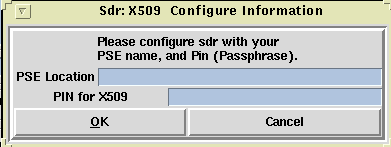 Sdr: X509 Configure Information
Please configure sdr with your
PSE name, and Pin (Passphrase).
PSE Location
PIN for X509
OK Cancel